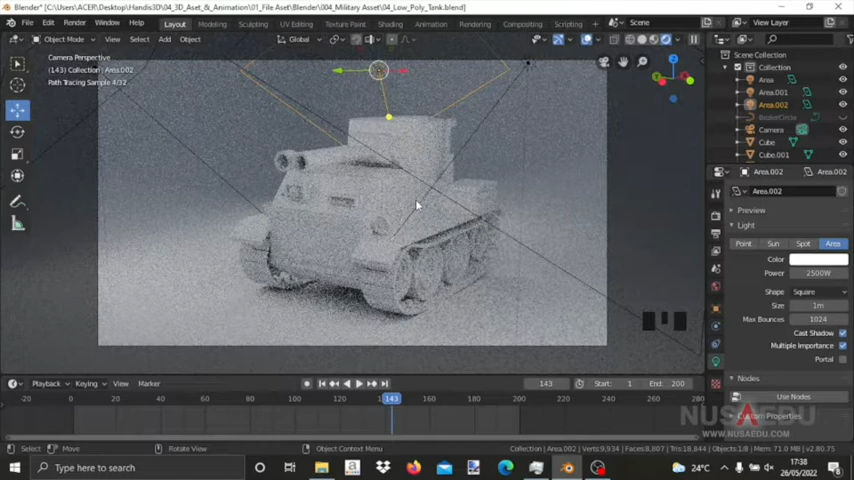 Blender* [C:\Users\ACER\Desktop\Handis3D\04_3D_Aset_&_Animation\01_File Aset\Blender\004_Military Asset\04_Low_Poly_Tank.blend]
File Edit Render Window Help Layout Modeling Sculpting UV Editing Texture Paint Shading Animation Rendering Compositing Scripting Scene View Layer
Object Mode View Select Add Object Global
Camera Perspective
(143) Collection | Area.002
Path Tracing Sample 4/32
Scene Collection
Collection
Area
Area.001
Area.002
BezierCircle
Camera
Cube
Cube.001
Area.002 Area.002
Area.002
Preview
Light
Point Sun Spot Area
Color
Power 2500W
Shape Square
Size 1m
Max Bounces 1024
Cast Shadow
Multiple Importance
Portal
Nodes
Use Nodes
Custom Properties
Playback Keying View Marker 143 Start: 1 End: 200
-20 0 20 40 60 80 100 120 143 160 180 200 220 240 260 280
NUSAEDU
WWW.NUSAEDU.COM
Select Move Rotate View Object Context Menu Collection | Area.002 | Verts:9,934 | Faces:8,807 | Tris:18,844 | Objects:1/8 | Mem: 71.0 MB | v2.80.75
Type here to search 24°C 17:38
26/05/2022